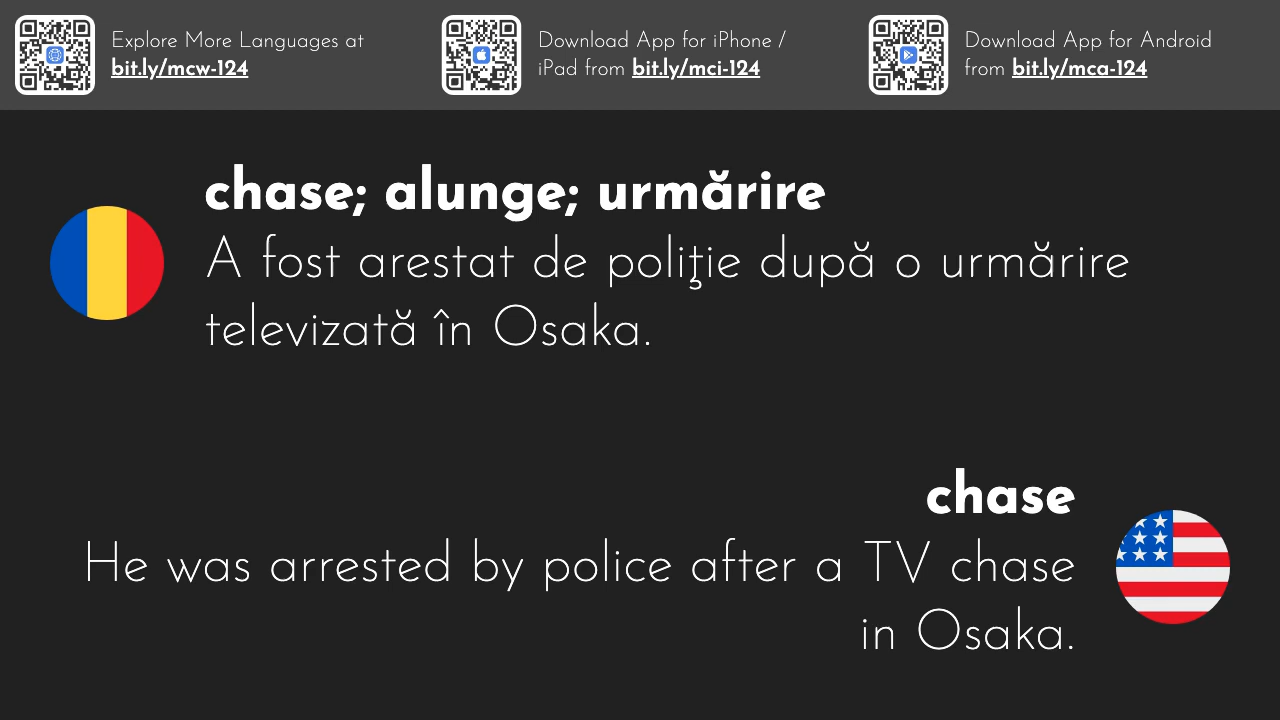 Explore More Languages at
bit.ly/mcw-124
Download App for iPhone /
iPad from bit.ly/mci-124
Download App for Android
from bit.ly/mca-124
chase; alunge; urmărire
A fost arestat de poliţie după o urmărire
televizată în Osaka.
chase
He was arrested by police after a TV chase
in Osaka.